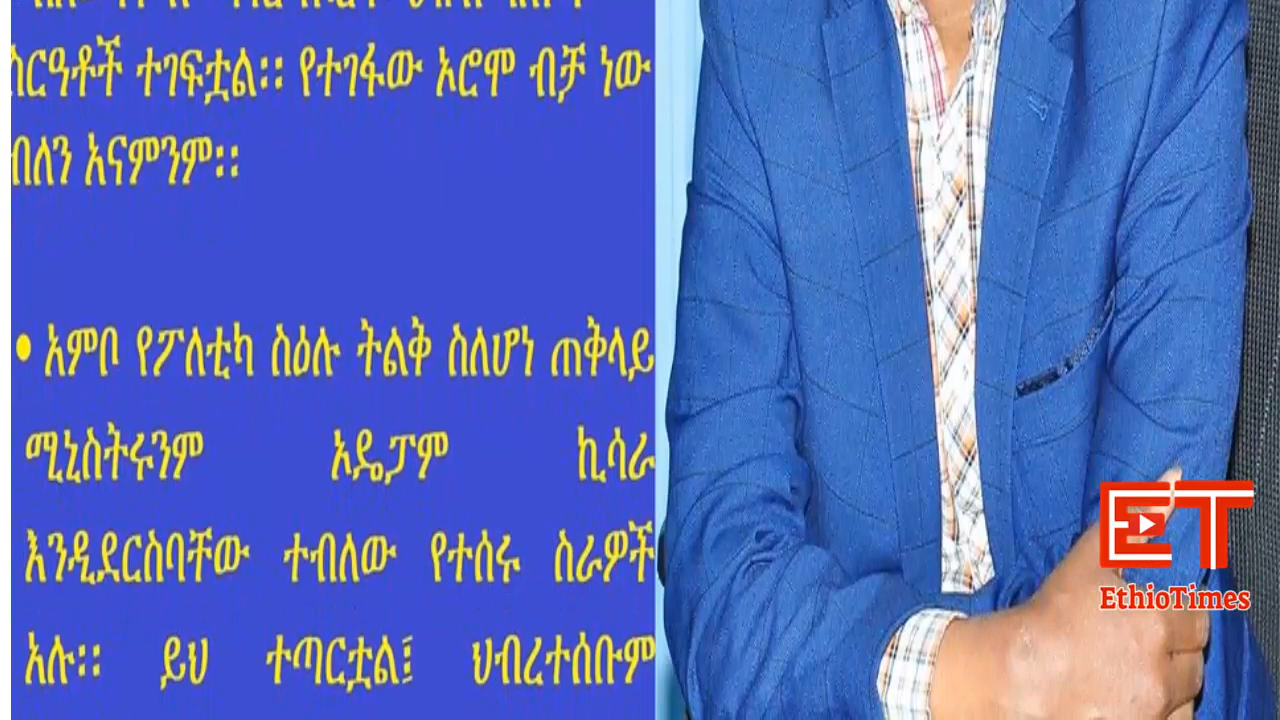 ስርዓቶች ተገፍቷል፡፡ የተገፋው ኦሮሞ ብቻ ነው
ብለን አናምንም፡፡
• አምቦ የፖለቲካ ስዕሉ ትልቅ ስለሆነ ጠቅላይ
ሚኒስትሩንም ኦዴፓም ኪሳራ
እንዲደርስባቸው ተብለው የተሰሩ ስራዎች
አሉ፡፡ ይህ ተጣርቷል፤ ህብረተሰቡም
ET
EthioTimes